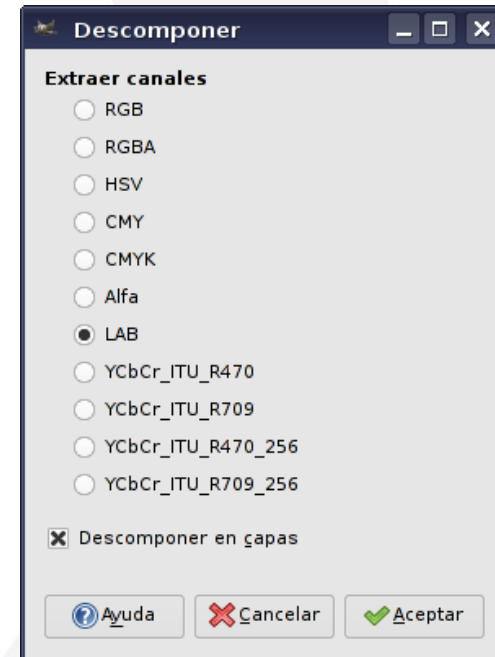 Descomponer
Extraer canales
RGB
RGBA
HSV
CMY
CMYK
Alfa
LAB
YCbCr_ITU_R470
YCbCr_ITU_R709
YCbCr_ITU_R470_256
YCbCr_ITU_R709_256
Descomponer en capas
Ayuda Cancelar Aceptar